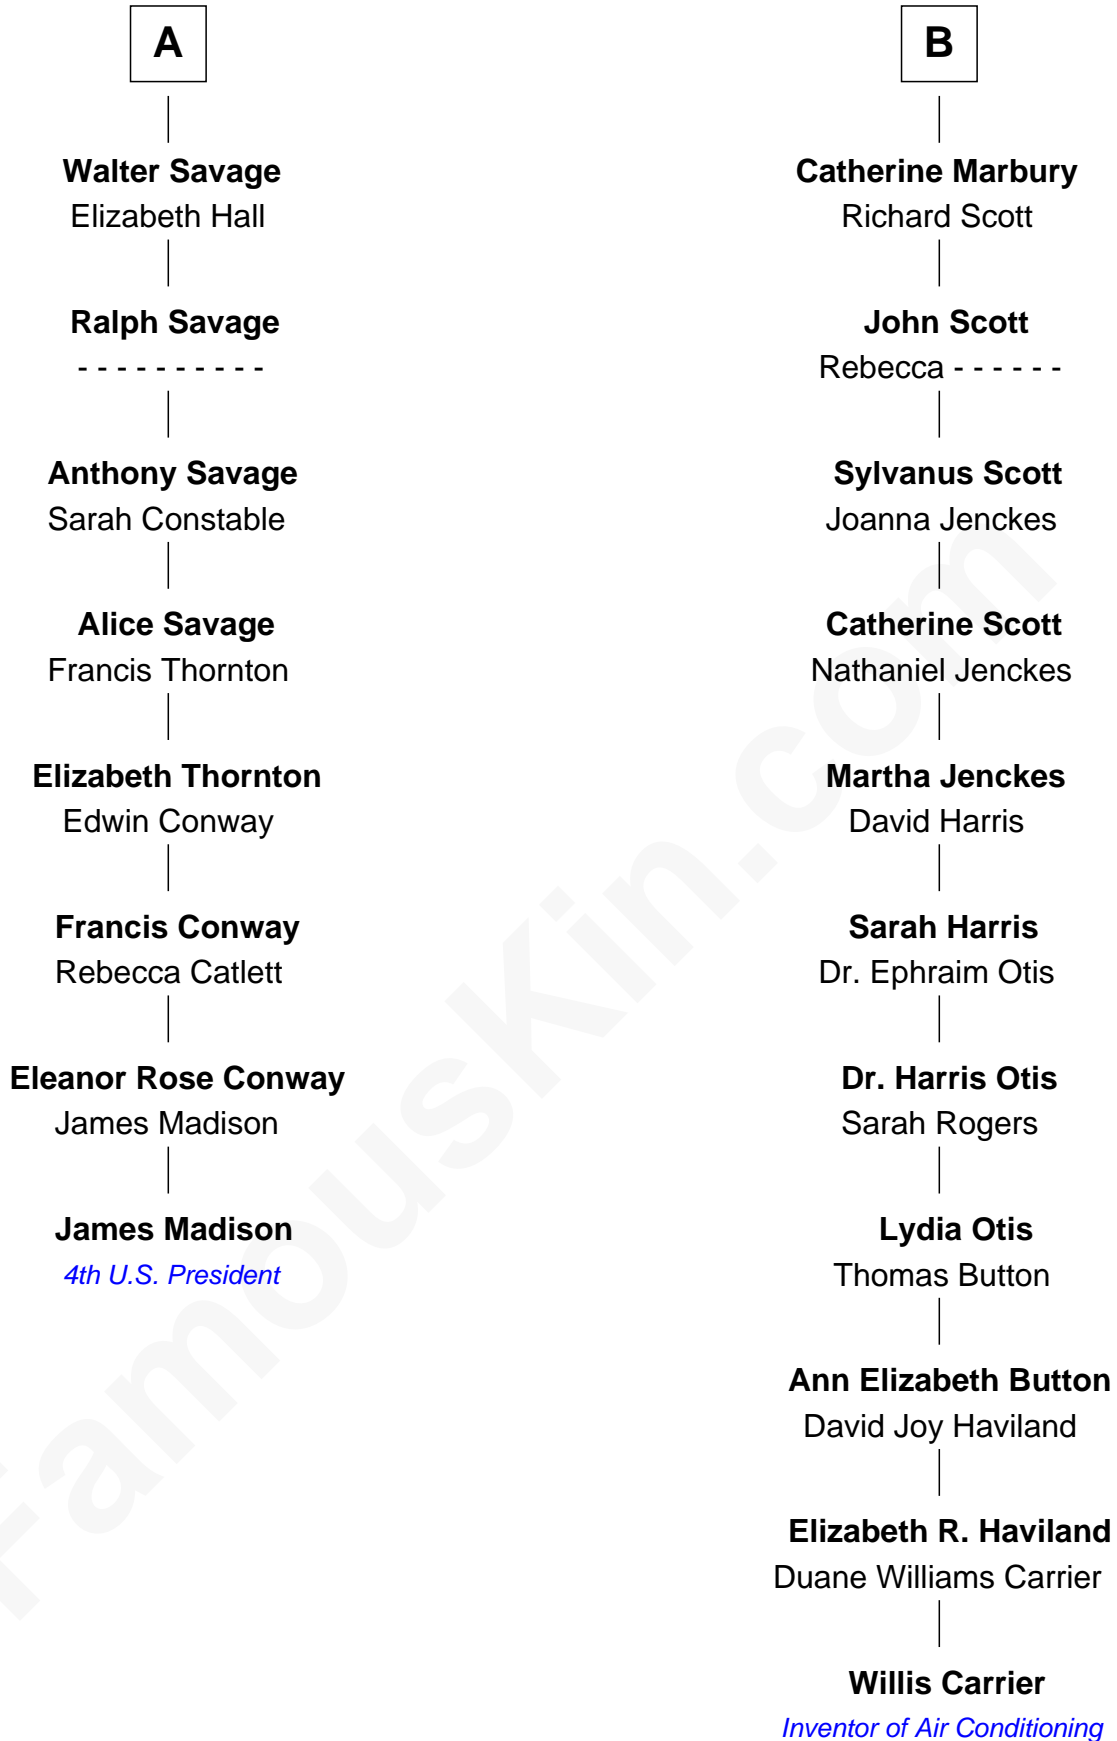 A
Walter Savage
Elizabeth Hall
Ralph Savage
- - - - - - - - - -
Anthony Savage
Sarah Constable
Alice Savage
Francis Thornton
Elizabeth Thornton
Edwin Conway
Francis Conway
Rebecca Catlett
Eleanor Rose Conway
James Madison
James Madison
4th U.S. President
B
Catherine Marbury
Richard Scott
John Scott
Rebecca - - - - - -
Sylvanus Scott
Joanna Jenckes
Catherine Scott
Nathaniel Jenckes
Martha Jenckes
David Harris
Sarah Harris
Dr. Ephraim Otis
Dr. Harris Otis
Sarah Rogers
Lydia Otis
Thomas Button
Ann Elizabeth Button
David Joy Haviland
Elizabeth R. Haviland
Duane Williams Carrier
Willis Carrier
Inventor of Air Conditioning
FamousKin.com